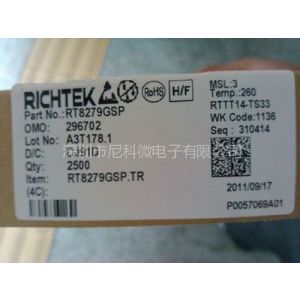 RICHTEK
RoHS
H/F
MSL:3
Temp.:260
RTTT14-TS33
WK Code:1136
Seq : 310414
Part No.:RT8279GSP
OMO: 296702
Lot No: A3T178.1
D/C:
Qty: 2500
Item: RT8279GSP.TR
(4C):
深圳市尼科微电子有限公司
2011/09/17
P0057069A01